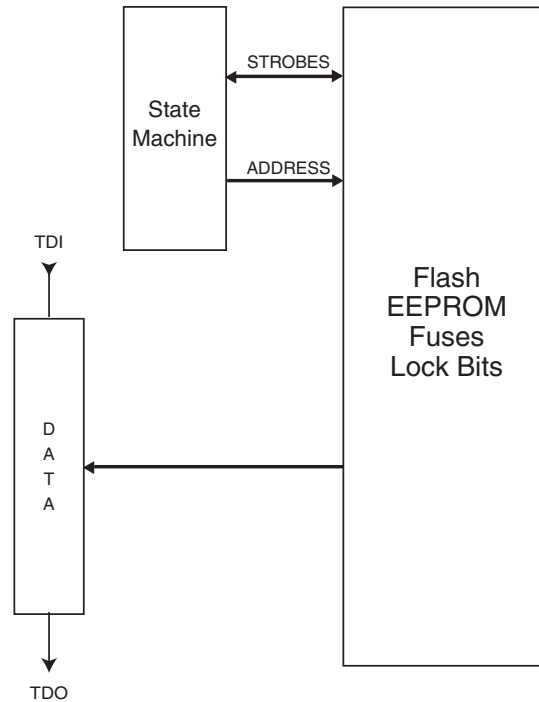 STROBES
State
Machine
ADDRESS
TDI
Flash
EEPROM
Fuses
Lock Bits
D
A
T
A
TDO